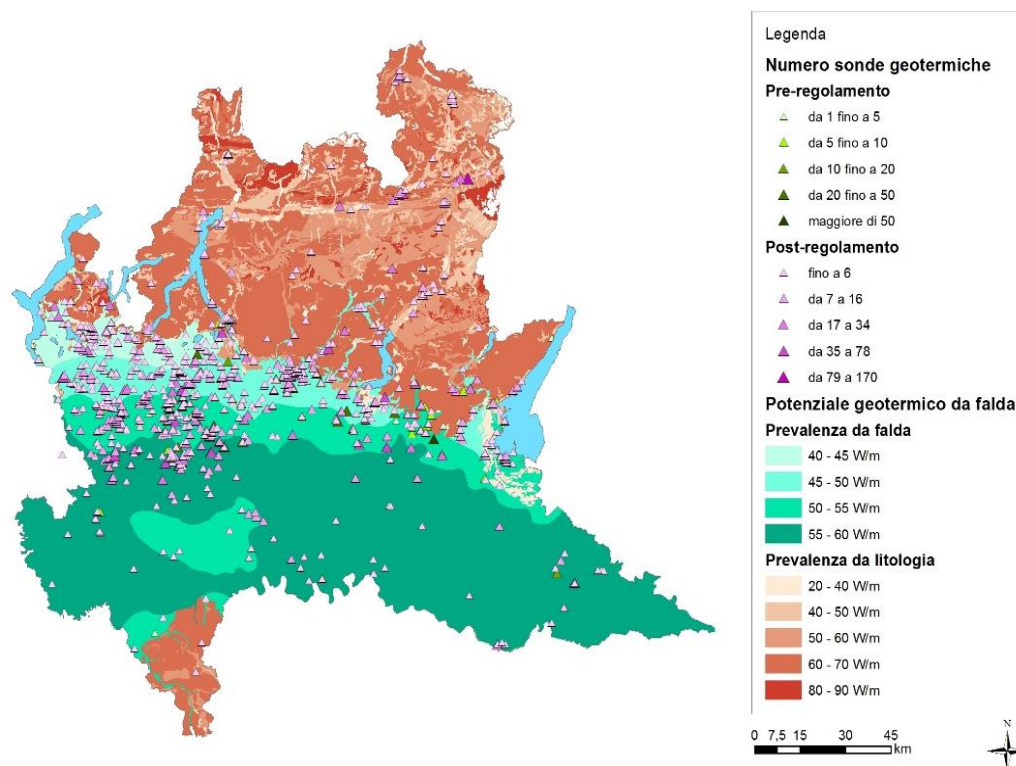 Legenda
Numero sonde geotermiche
Pre-regolamento
da 1 fino a 5
da 5 fino a 10
da 10 fino a 20
da 20 fino a 50
maggiore di 50
Post-regolamento
fino a 6
da 7 a 16
da 17 a 34
da 35 a 78
da 79 a 170
Potenziale geotermico da falda
Prevalenza da falda
40 - 45 W/m
45 - 50 W/m
50 - 55 W/m
55 - 60 W/m
Prevalenza da litologia
20 - 40 W/m
40 - 50 W/m
50 - 60 W/m
60 - 70 W/m
80 - 90 W/m
0 7,5 15 30 45
km
N